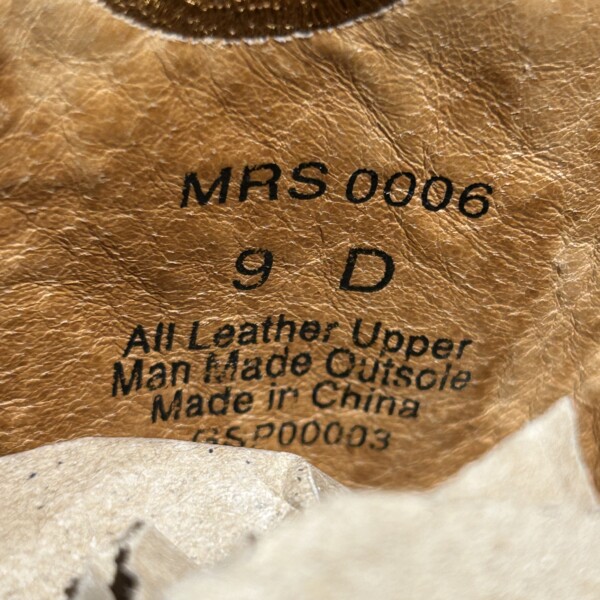 MRS 0006
9 D
All Leather Upper
Man Made Outsole
Made in China
GSP00003